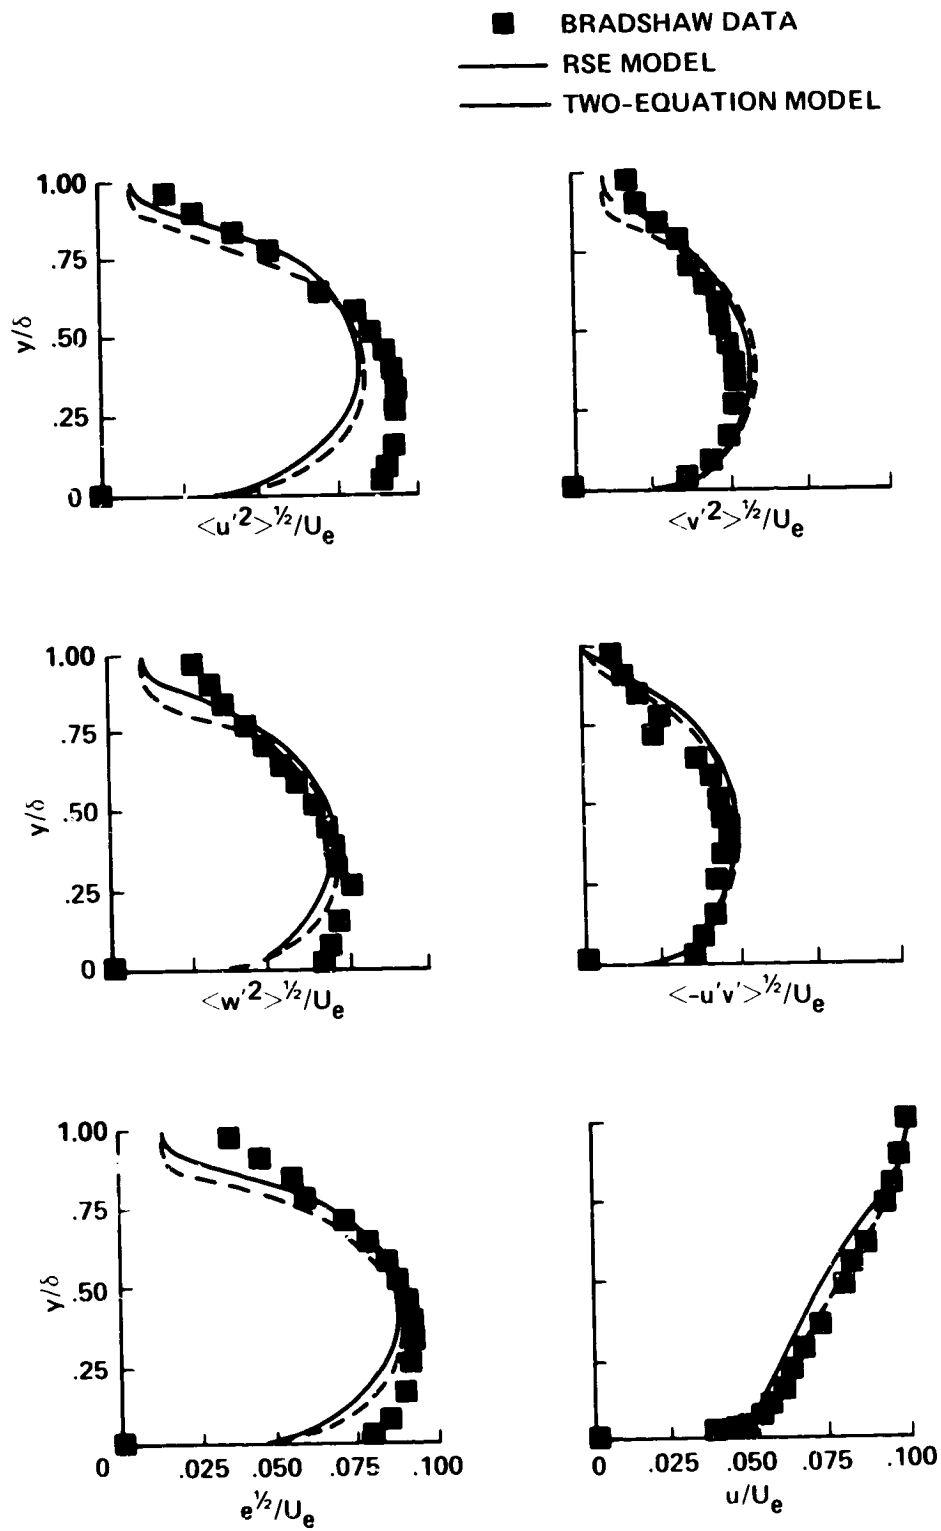 BRADSHAW DATA
RSE MODEL
TWO-EQUATION MODEL
1.00
.75
y/δ
.50
.25
0
<u'2>½/Ue
<v'2>½/Ue
1.00
.75
y/δ
.50
.25
0
<w'2>½/Ue
<-u'v'>½/Ue
1.00
.75
y/δ
.50
.25
0 .025 .050 .075 .100
e½/Ue
0 .025 .050 .075 .100
u/Ue